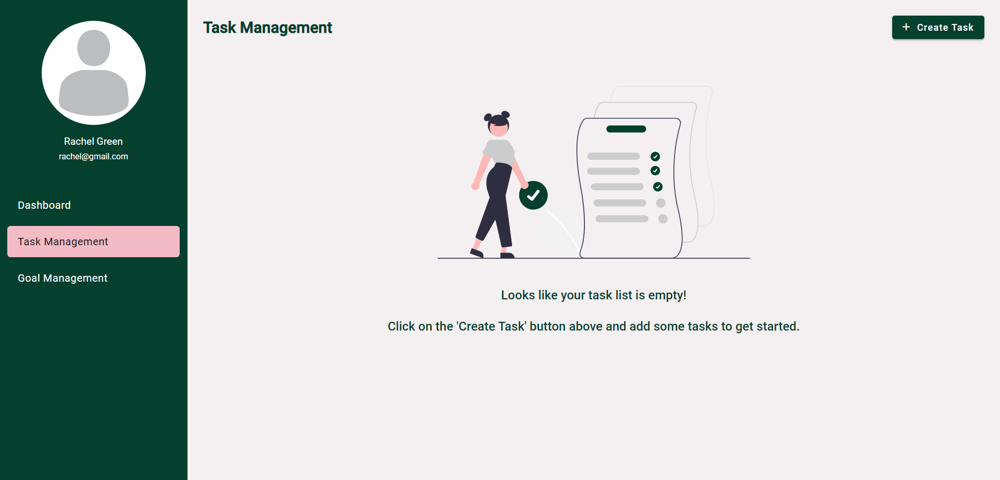 Rachel Green
rachel@gmail.com
Dashboard
Task Management
Goal Management
Task Management
+ Create Task
Looks like your task list is empty!
Click on the 'Create Task' button above and add some tasks to get started.